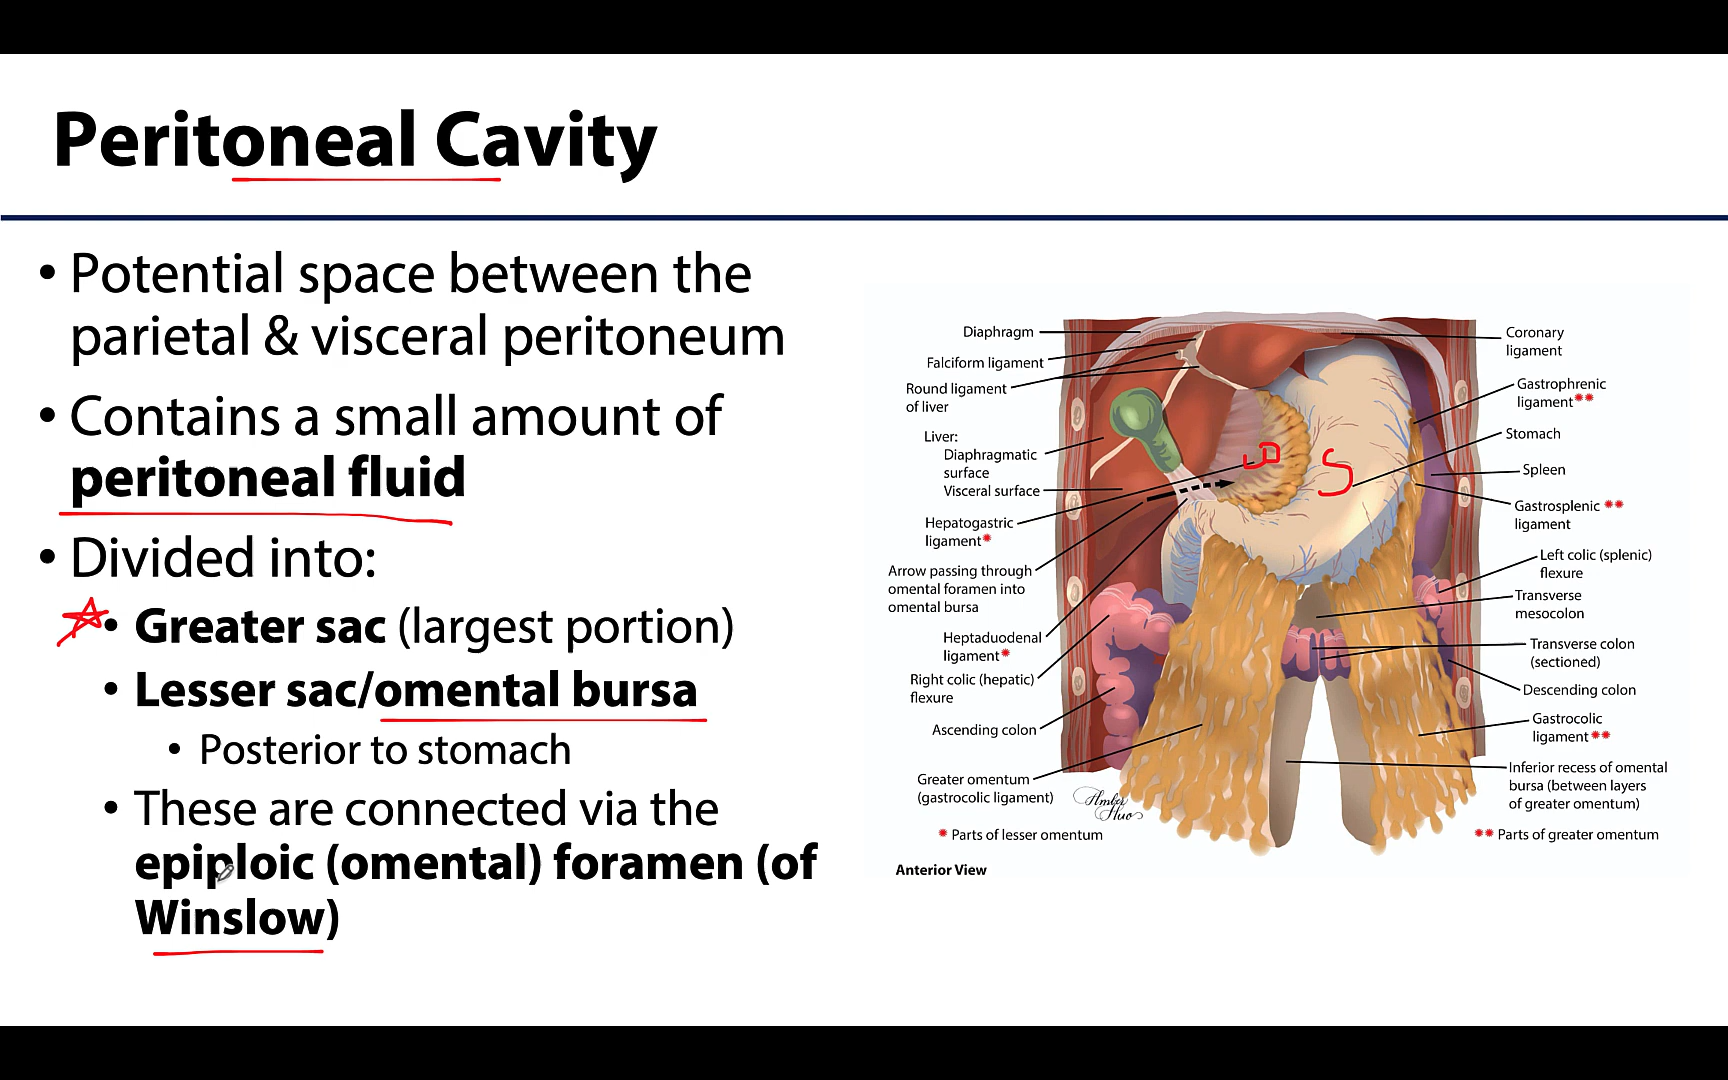 Peritoneal Cavity
• Potential space between the
parietal & visceral peritoneum
• Contains a small amount of
peritoneal fluid
• Divided into:
• Greater sac (largest portion)
• Lesser sac/omental bursa
• Posterior to stomach
• These are connected via the
epiploic (omental) foramen (of
Winslow)
Diaphragm
Falciform ligament
Round ligament
of liver
Liver:
Diaphragmatic
surface
Visceral surface
Hepatogastric
ligament*
Arrow passing through
omental foramen into
omental bursa
Heptaduodenal
ligament*
Right colic (hepatic)
flexure
Ascending colon
Greater omentum
(gastrocolic ligament)
Amber
Huo
* Parts of lesser omentum
Anterior View
S
Coronary
ligament
Gastrophrenic
ligament**
Stomach
Spleen
Gastrosplenic **
ligament
Left colic (splenic)
flexure
Transverse
mesocolon
Transverse colon
(sectioned)
Descending colon
Gastrocolic
ligament **
Inferior recess of omental
bursa (between layers
of greater omentum)
** Parts of greater omentum